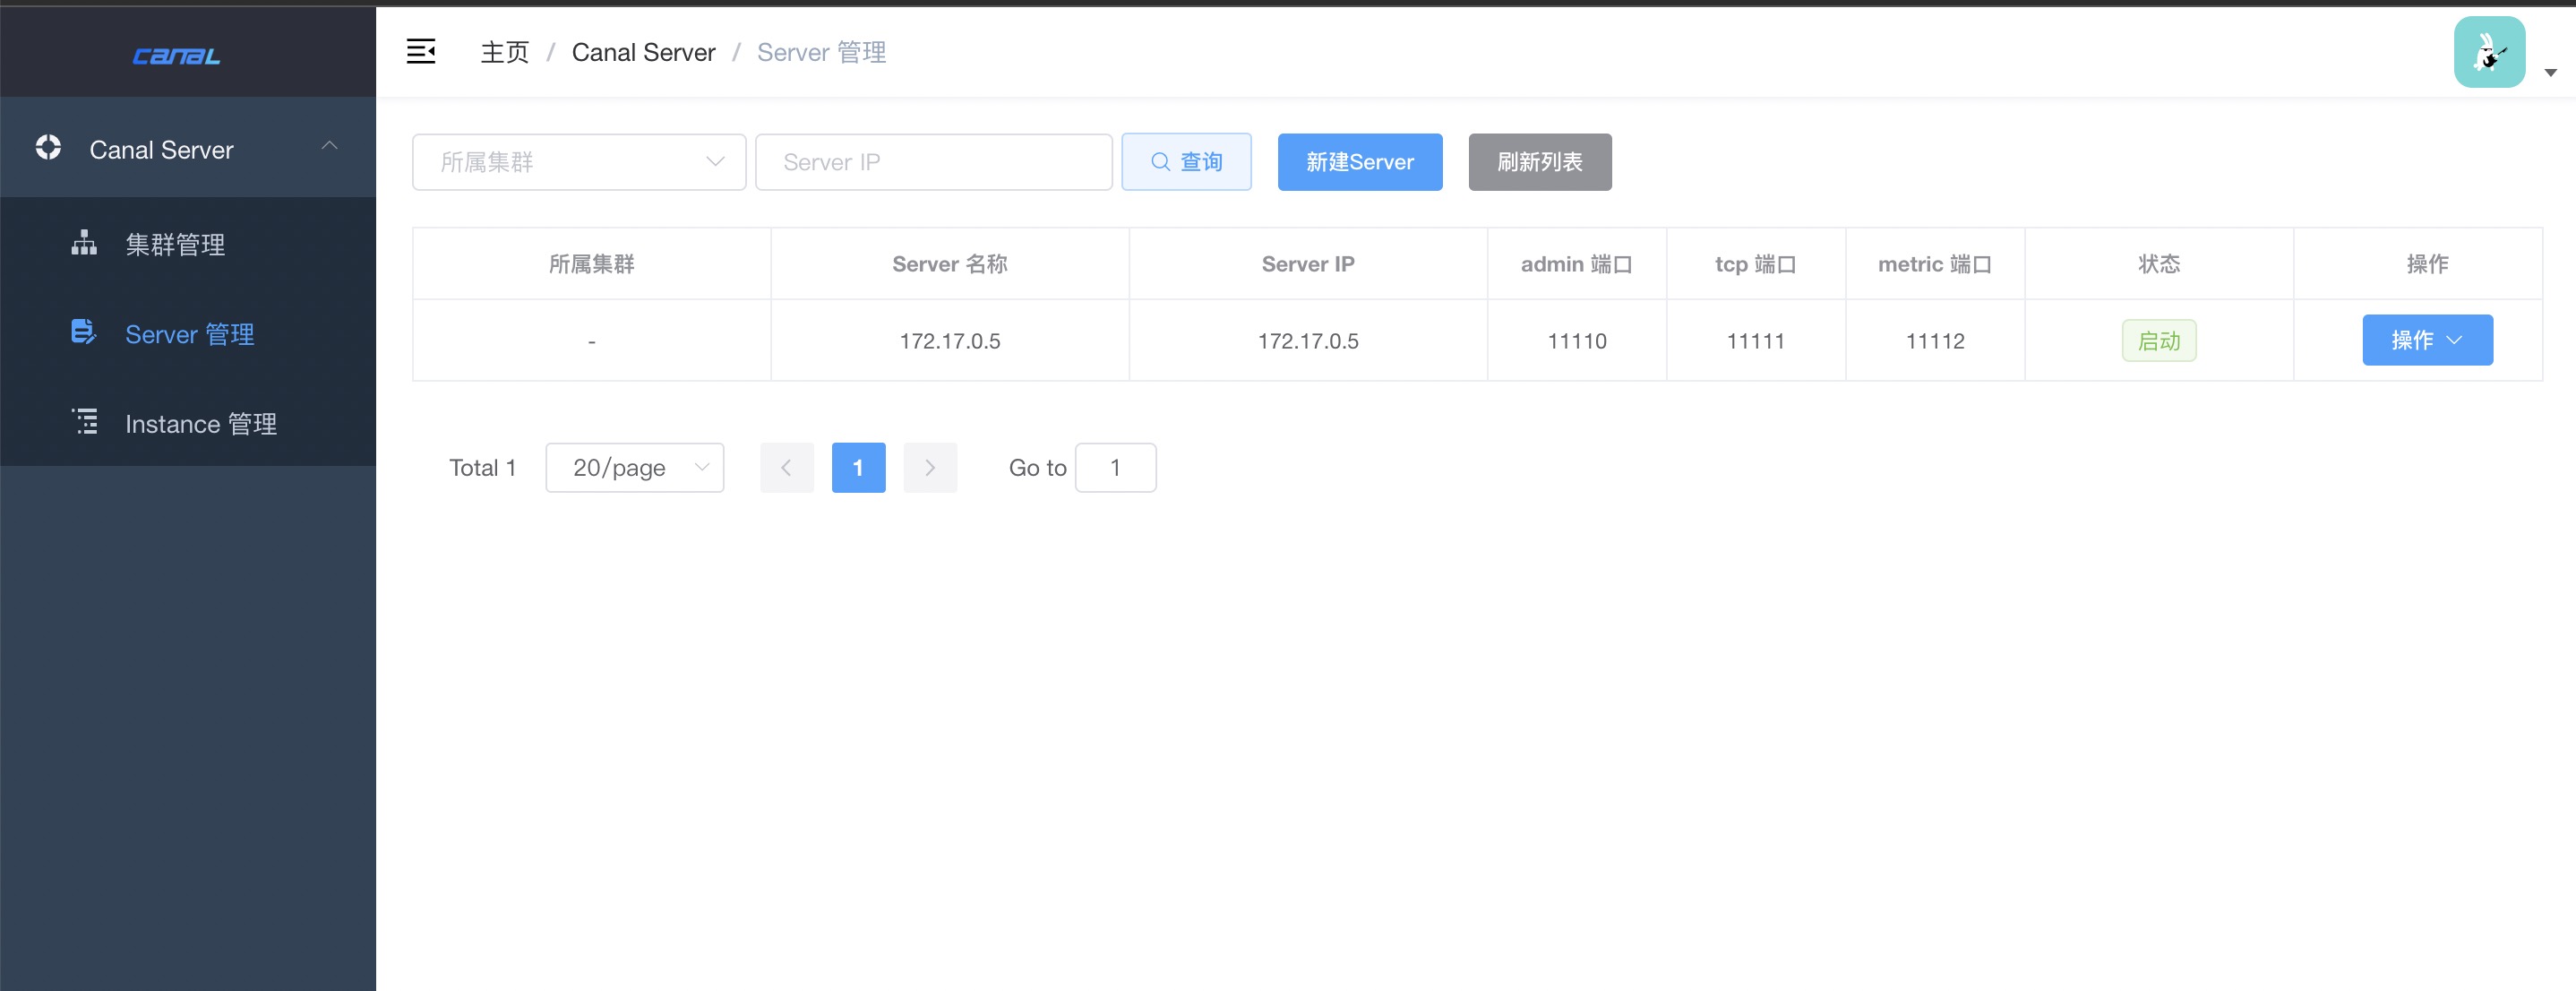 canal
主页 / Canal Server / Server 管理
Canal Server
集群管理
Server 管理
Instance 管理
所属集群 Server IP 查询 新建Server 刷新列表
所属集群 Server 名称 Server IP admin 端口 tcp 端口 metric 端口 状态 操作
- 172.17.0.5 172.17.0.5 11110 11111 11112 启动 操作
Total 1 20/page 1 Go to 1